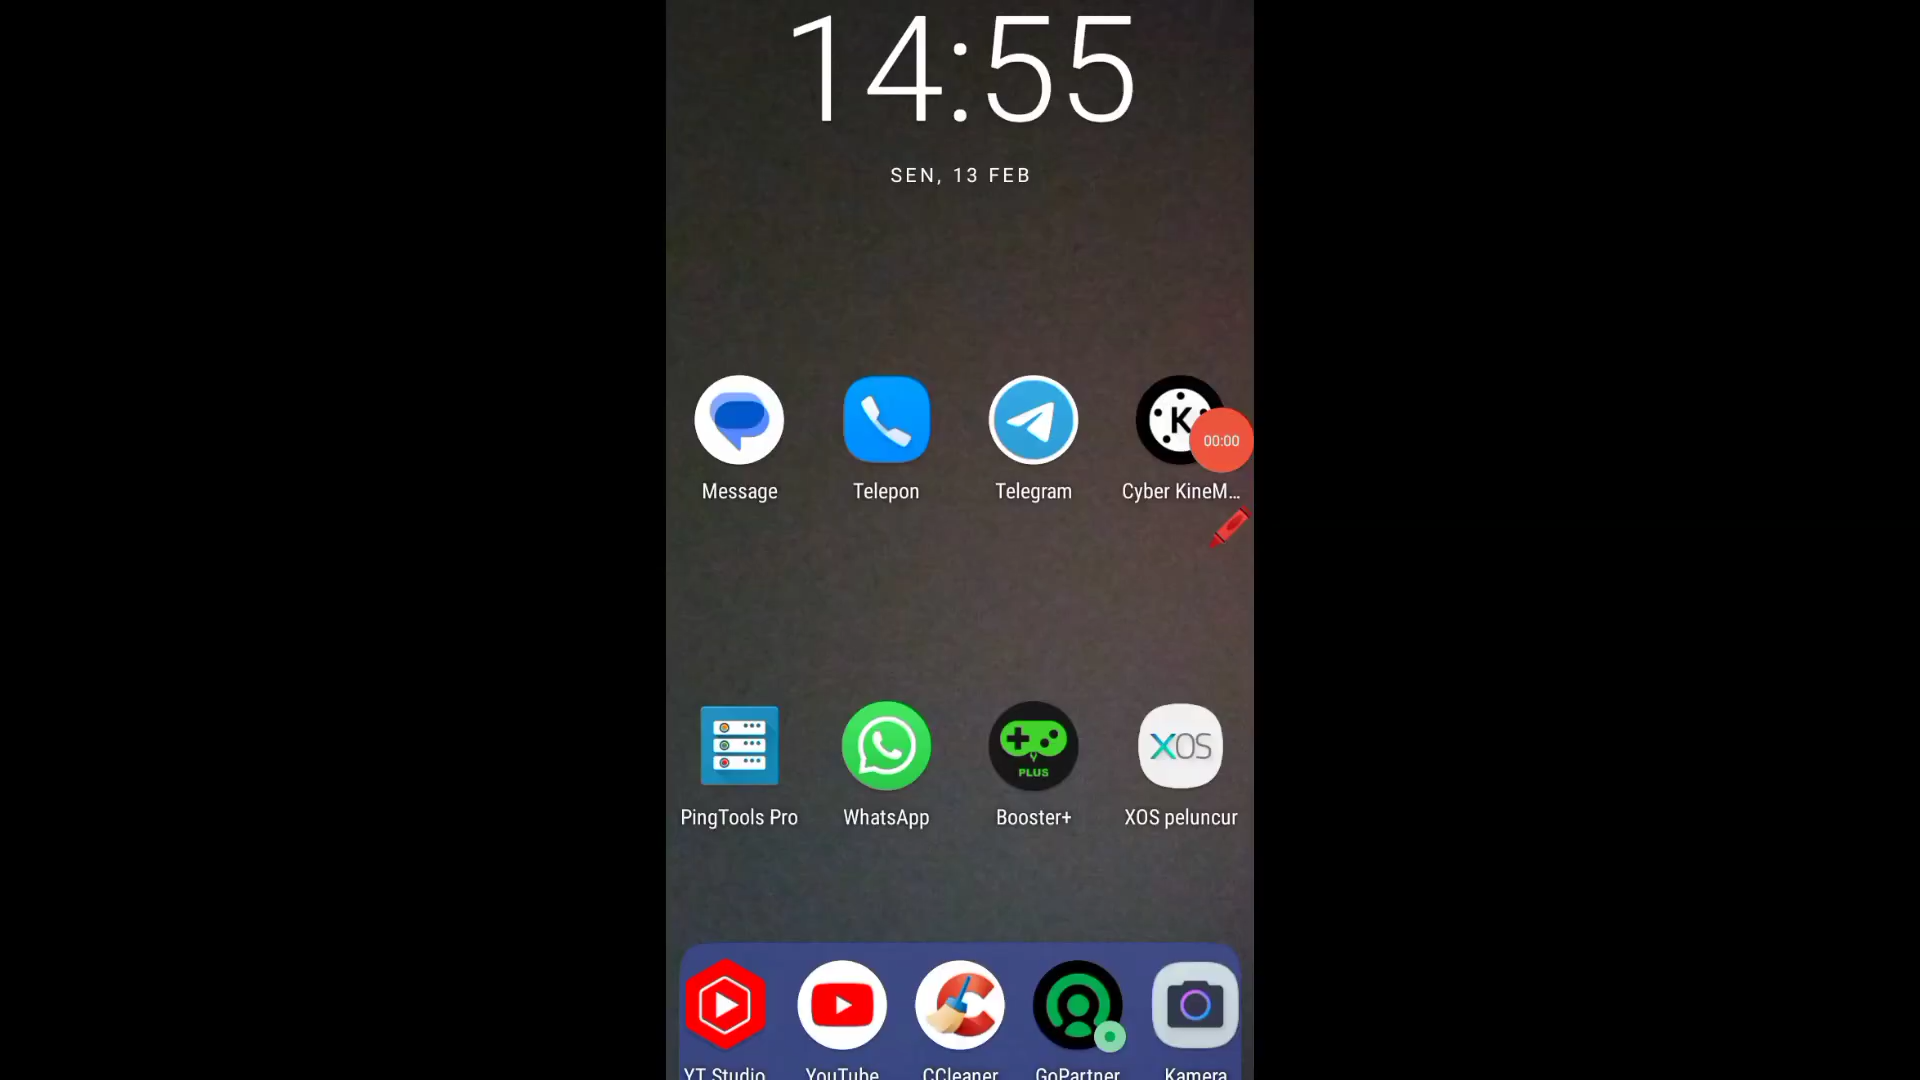 14:55
SEN, 13 FEB
K
00:00
Message
Telepon
Telegram
Cyber KineM...
PLUS
XOS
PingTools Pro
WhatsApp
Booster+
XOS peluncur
YT Studio
YouTube
CCleaner
GoPartner
Kamera